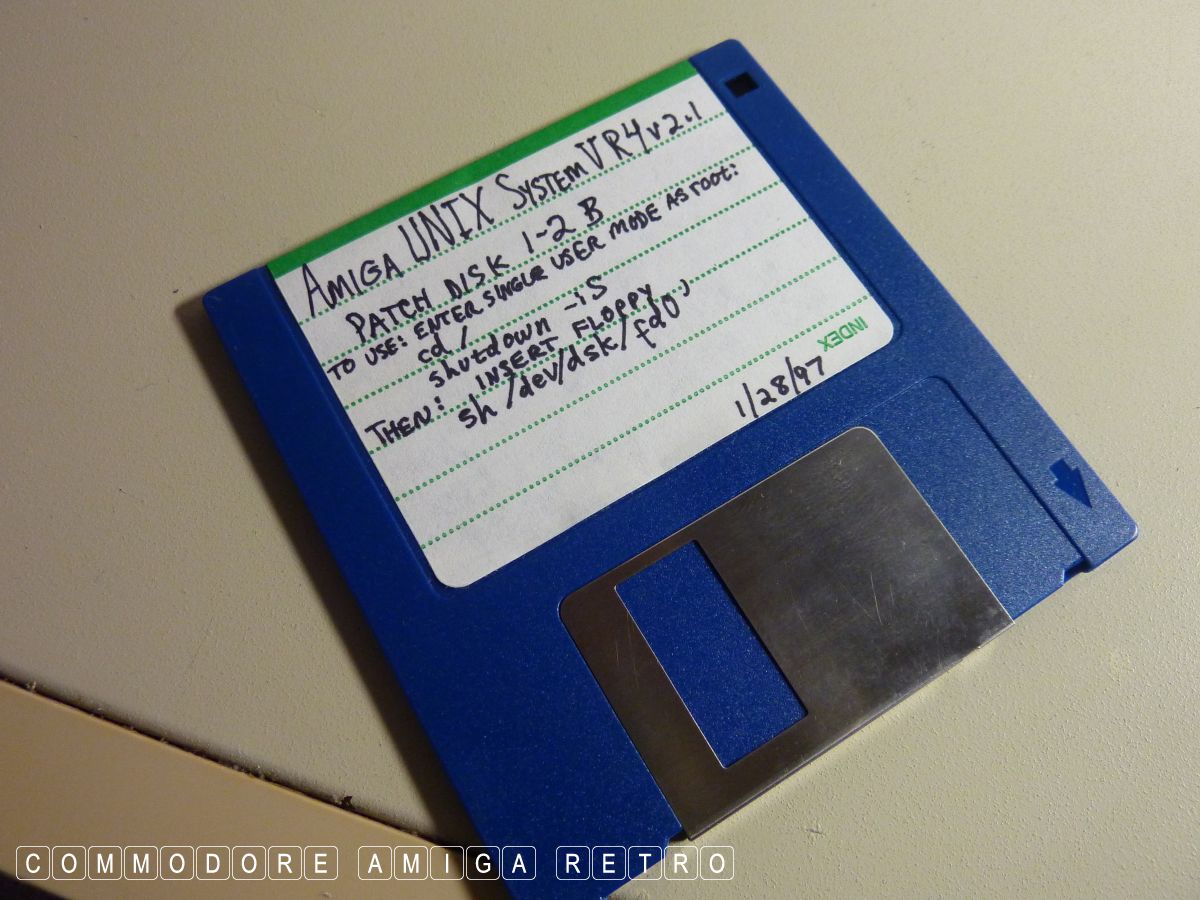 AMIGA UNIX SYSTEM VR4 v2.1
PATCH DISK 1-2 B
TO USE: ENTER SINGLE USER MODE AS root:
cd /
shutdown -iS
THEN: INSERT FLOPPY,
sh /dev/dsk/fd0
INDEX
1/28/97
COMMODORE AMIGA RETRO